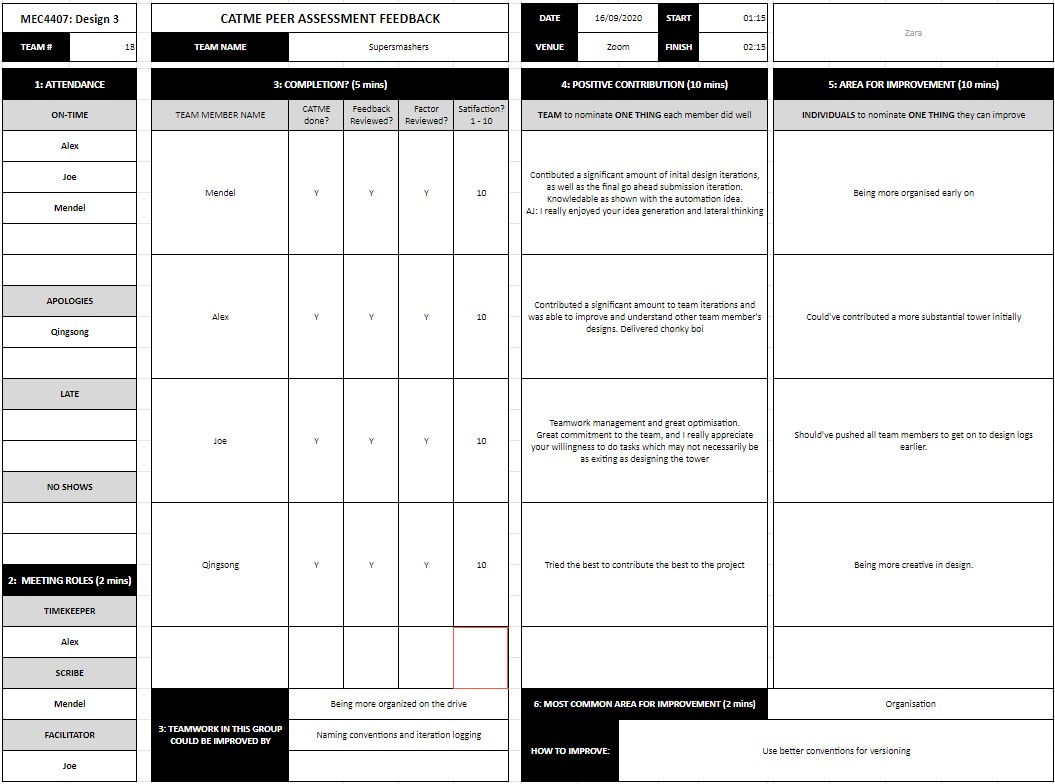 MEC4407: Design 3
TEAM #
18
CATME PEER ASSESSMENT FEEDBACK
TEAM NAME
Supersmashers
DATE
16/09/2020
START
01:15
VENUE
Zoom
FINISH
02:15
Zara
1: ATTENDANCE
ON-TIME
Alex
Joe
Mendel
APOLOGIES
Qingsong
LATE
NO SHOWS
2: MEETING ROLES (2 mins)
TIMEKEEPER
Alex
SCRIBE
Mendel
FACILITATOR
Joe
3: COMPLETION? (5 mins)
TEAM MEMBER NAME
CATME
done?
Feedback
Reviewed?
Factor
Reviewed?
Satifaction?
1 - 10
Mendel
Y
Y
Y
10
Alex
Y
Y
Y
10
Joe
Y
Y
Y
10
Qingsong
Y
Y
Y
10
3: TEAMWORK IN THIS GROUP
COULD BE IMPROVED BY
Being more organized on the drive
Naming conventions and iteration logging
4: POSITIVE CONTRIBUTION (10 mins)
TEAM to nominate ONE THING each member did well
Contibuted a significant amount of inital design iterations,
as well as the final go ahead submission iteration.
Knowledable as shown with the automation idea.
AJ: I really enjoyed your idea generation and lateral thinking
Contributed a significant amount to team iterations and
was able to improve and understand other team member's
designs. Delivered chonky boi
Teamwork management and great optimisation.
Great commitment to the team, and I really appreciate
your willingness to do tasks which may not necessarily be
as exiting as designing the tower
Tried the best to contribute the best to the project
5: AREA FOR IMPROVEMENT (10 mins)
INDIVIDUALS to nominate ONE THING they can improve
Being more organised early on
Could've contributed a more substantial tower initially
Should've pushed all team members to get on to design logs
earlier.
Being more creative in design.
6: MOST COMMON AREA FOR IMPROVEMENT (2 mins)
Organisation
HOW TO IMPROVE:
Use better conventions for versioning